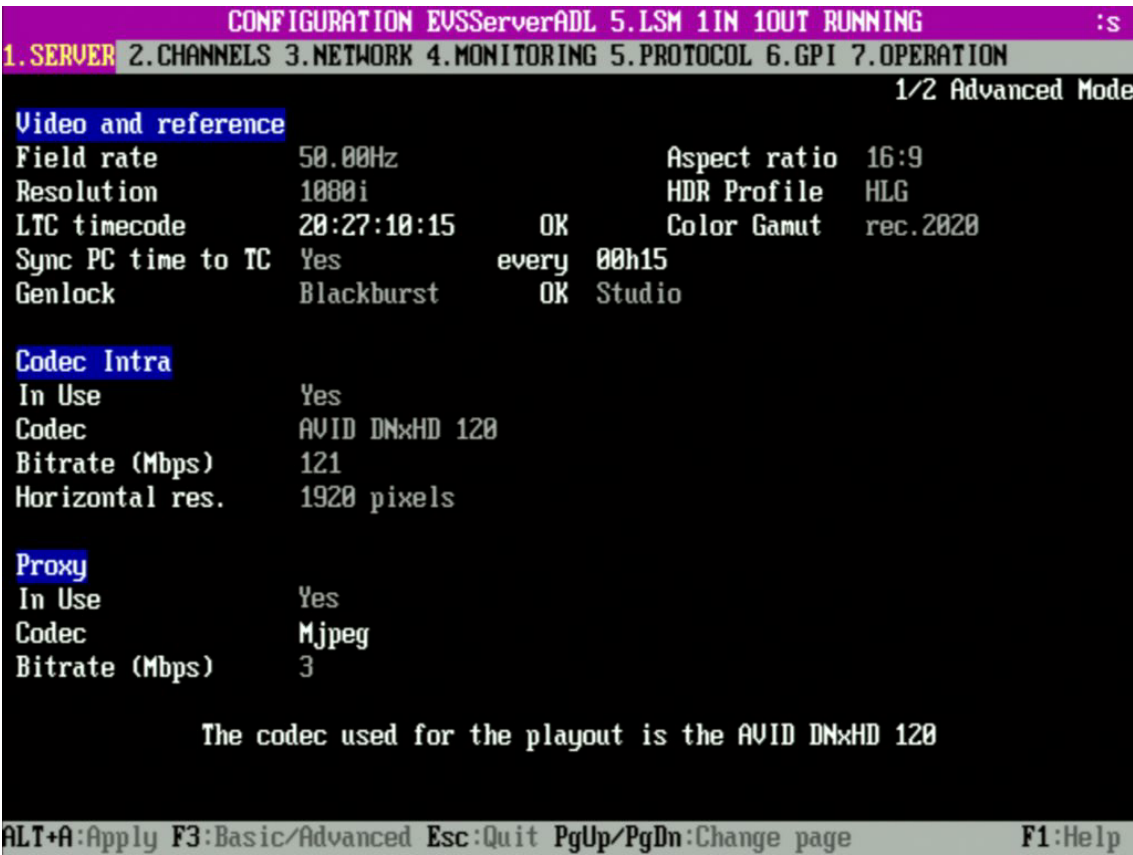 CONFIGURATION EVSServerADL 5.LSM 1IN 1OUT RUNNING :s
1.SERVER 2.CHANNELS 3.NETWORK 4.MONITORING 5.PROTOCOL 6.GPI 7.OPERATION
1/2 Advanced Mode
Video and reference
Field rate 50.00Hz Aspect ratio 16:9
Resolution 1080i HDR Profile HLG
LTC timecode 20:27:10:15 OK Color Gamut rec.2020
Sync PC time to TC Yes every 00h15
Genlock Blackburst OK Studio
Codec Intra
In Use Yes
Codec AVID DNxHD 120
Bitrate (Mbps) 121
Horizontal res. 1920 pixels
Proxy
In Use Yes
Codec Mjpeg
Bitrate (Mbps) 3
The codec used for the playout is the AVID DNxHD 120
ALT+A:Apply F3:Basic/Advanced Esc:Quit PgUp/PgDn:Change page F1:Help